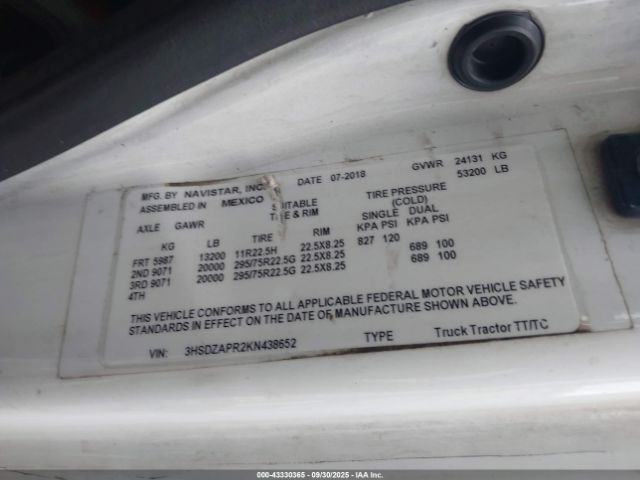 MFG. BY NAVISTAR, INC. DATE 07-2018 GVWR 24131 KG
ASSEMBLED IN MEXICO 53200 LB
SUITABLE TIRE PRESSURE
AXLE GAWR TIRE & RIM (COLD)
SINGLE DUAL
KG LB TIRE RIM KPA PSI KPA PSI
FRT 5987 13200 11R22.5H 22.5X8.25 827 120
2ND 9071 20000 295/75R22.5G 22.5X8.25 689 100
3RD 9071 20000 295/75R22.5G 22.5X8.25 689 100
4TH
THIS VEHICLE CONFORMS TO ALL APPLICABLE FEDERAL MOTOR VEHICLE SAFETY
STANDARDS IN EFFECT ON THE DATE OF MANUFACTURE SHOWN ABOVE.
VIN: 3HSDZAPR2KN438652 TYPE Truck Tractor TT/TC
000-43330365 - 09/30/2025 - IAA Inc.